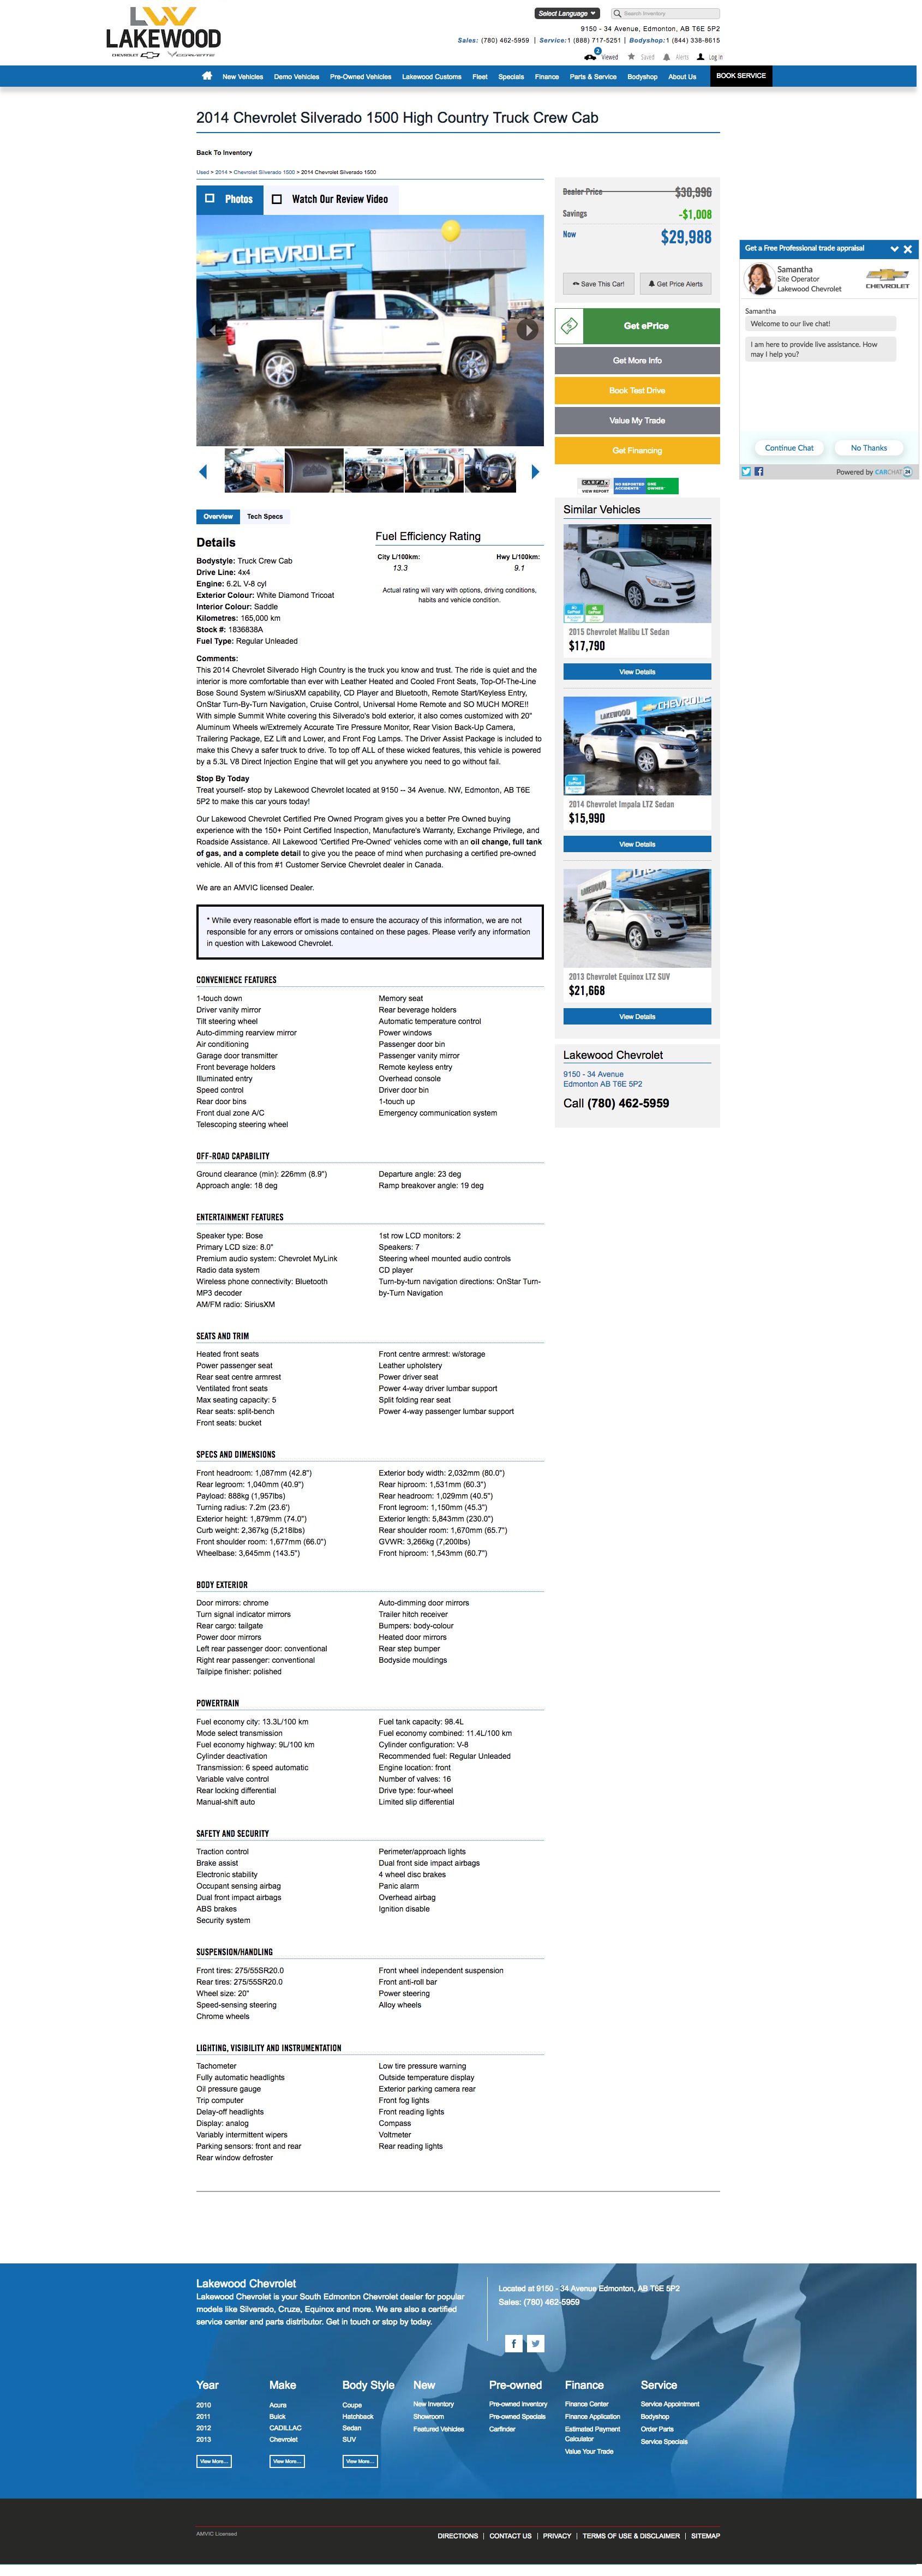 LW
LAKEWOOD
CHEVROLET
Select Language
Search Inventory
9150 - 34 Avenue, Edmonton, AB T6E 5P2
Sales: (780) 462-5959 | Service:1 (888) 717-5251 | Bodyshop:1 (844) 338-8615
2 Viewed Saved Alerts Log In
New Vehicles Demo Vehicles Pre-Owned Vehicles Lakewood Customs Fleet Specials Finance Parts & Service Bodyshop About Us BOOK SERVICE
2014 Chevrolet Silverado 1500 High Country Truck Crew Cab
Back To Inventory
Used > 2014 > Chevrolet Silverado 1500 > 2014 Chevrolet Silverado 1500
Photos Watch Our Review Video
CHEVROLET
Dealer Price $30,996
Savings -$1,008
Now $29,988
Save This Car! Get Price Alerts
Get ePrice
Get More Info
Book Test Drive
Value My Trade
Get Financing
CARFAX
VIEW REPORT
NO REPORTED
ACCIDENTS
ONE
OWNER
Get a Free Professional trade appraisal
Samantha
Site Operator
Lakewood Chevrolet
CHEVROLET
Samantha
Welcome to our live chat!
I am here to provide live assistance. How
may I help you?
Continue Chat No Thanks
Powered by CARCHAT24
Overview Tech Specs
Details
Bodystyle: Truck Crew Cab
Drive Line: 4x4
Engine: 6.2L V-8 cyl
Exterior Colour: White Diamond Tricoat
Interior Colour: Saddle
Kilometres: 165,000 km
Stock #: 1836838A
Fuel Type: Regular Unleaded
Fuel Efficiency Rating
City L/100km: Hwy L/100km:
13.3 9.1
Actual rating will vary with options, driving conditions,
habits and vehicle condition.
Comments:
This 2014 Chevrolet Silverado High Country is the truck you know and trust. The ride is quiet and the
interior is more comfortable than ever with Leather Heated and Cooled Front Seats, Top-Of-The-Line
Bose Sound System w/SiriusXM capability, CD Player and Bluetooth, Remote Start/Keyless Entry,
OnStar Turn-By-Turn Navigation, Cruise Control, Universal Home Remote and SO MUCH MORE!!
With simple Summit White covering this Silverado's bold exterior, it also comes customized with 20"
Aluminum Wheels w/Extremely Accurate Tire Pressure Monitor, Rear Vision Back-Up Camera,
Trailering Package, EZ Lift and Lower, and Front Fog Lamps. The Driver Assist Package is included to
make this Chevy a safer truck to drive. To top off ALL of these wicked features, this vehicle is powered
by a 5.3L V8 Direct Injection Engine that will get you anywhere you need to go without fail.
Stop By Today
Treat yourself- stop by Lakewood Chevrolet located at 9150 -- 34 Avenue. NW, Edmonton, AB T6E
5P2 to make this car yours today!
Our Lakewood Chevrolet Certified Pre Owned Program gives you a better Pre Owned buying
experience with the 150+ Point Certified Inspection, Manufacture's Warranty, Exchange Privilege, and
Roadside Assistance. All Lakewood 'Certified Pre-Owned' vehicles come with an oil change, full tank
of gas, and a complete detail to give you the peace of mind when purchasing a certified pre-owned
vehicle. All of this from #1 Customer Service Chevrolet dealer in Canada.
We are an AMVIC licensed Dealer.
* While every reasonable effort is made to ensure the accuracy of this information, we are not
responsible for any errors or omissions contained on these pages. Please verify any information
in question with Lakewood Chevrolet.
Similar Vehicles
2015 Chevrolet Malibu LT Sedan
$17,790
View Details
LAKEWOOD CHEVROLE
2014 Chevrolet Impala LTZ Sedan
$15,990
View Details
LAKEWOOD
2013 Chevrolet Equinox LTZ SUV
$21,668
View Details
Lakewood Chevrolet
9150 - 34 Avenue
Edmonton AB T6E 5P2
Call (780) 462-5959
CONVENIENCE FEATURES
1-touch down Memory seat
Driver vanity mirror Rear beverage holders
Tilt steering wheel Automatic temperature control
Auto-dimming rearview mirror Power windows
Air conditioning Passenger door bin
Garage door transmitter Passenger vanity mirror
Front beverage holders Remote keyless entry
Illuminated entry Overhead console
Speed control Driver door bin
Rear door bins 1-touch up
Front dual zone A/C Emergency communication system
Telescoping steering wheel
OFF-ROAD CAPABILITY
Ground clearance (min): 226mm (8.9") Departure angle: 23 deg
Approach angle: 18 deg Ramp breakover angle: 19 deg
ENTERTAINMENT FEATURES
Speaker type: Bose 1st row LCD monitors: 2
Primary LCD size: 8.0" Speakers: 7
Premium audio system: Chevrolet MyLink Steering wheel mounted audio controls
Radio data system CD player
Wireless phone connectivity: Bluetooth Turn-by-turn navigation directions: OnStar Turn-
MP3 decoder by-Turn Navigation
AM/FM radio: SiriusXM
SEATS AND TRIM
Heated front seats Front centre armrest: w/storage
Power passenger seat Leather upholstery
Rear seat centre armrest Power driver seat
Ventilated front seats Power 4-way driver lumbar support
Max seating capacity: 5 Split folding rear seat
Rear seats: split-bench Power 4-way passenger lumbar support
Front seats: bucket
SPECS AND DIMENSIONS
Front headroom: 1,087mm (42.8") Exterior body width: 2,032mm (80.0")
Rear legroom: 1,040mm (40.9") Rear hiproom: 1,531mm (60.3")
Payload: 888kg (1,957lbs) Rear headroom: 1,029mm (40.5")
Turning radius: 7.2m (23.6') Front legroom: 1,150mm (45.3")
Exterior height: 1,879mm (74.0") Exterior length: 5,843mm (230.0")
Curb weight: 2,367kg (5,218lbs) Rear shoulder room: 1,670mm (65.7")
Front shoulder room: 1,677mm (66.0") GVWR: 3,266kg (7,200lbs)
Wheelbase: 3,645mm (143.5") Front hiproom: 1,543mm (60.7")
BODY EXTERIOR
Door mirrors: chrome Auto-dimming door mirrors
Turn signal indicator mirrors Trailer hitch receiver
Rear cargo: tailgate Bumpers: body-colour
Power door mirrors Heated door mirrors
Left rear passenger door: conventional Rear step bumper
Right rear passenger: conventional Bodyside mouldings
Tailpipe finisher: polished
POWERTRAIN
Fuel economy city: 13.3L/100 km Fuel tank capacity: 98.4L
Mode select transmission Fuel economy combined: 11.4L/100 km
Fuel economy highway: 9L/100 km Cylinder configuration: V-8
Cylinder deactivation Recommended fuel: Regular Unleaded
Transmission: 6 speed automatic Engine location: front
Variable valve control Number of valves: 16
Rear locking differential Drive type: four-wheel
Manual-shift auto Limited slip differential
SAFETY AND SECURITY
Traction control Perimeter/approach lights
Brake assist Dual front side impact airbags
Electronic stability 4 wheel disc brakes
Occupant sensing airbag Panic alarm
Dual front impact airbags Overhead airbag
ABS brakes Ignition disable
Security system
SUSPENSION/HANDLING
Front tires: 275/55SR20.0 Front wheel independent suspension
Rear tires: 275/55SR20.0 Front anti-roll bar
Wheel size: 20" Power steering
Speed-sensing steering Alloy wheels
Chrome wheels
LIGHTING, VISIBILITY AND INSTRUMENTATION
Tachometer Low tire pressure warning
Fully automatic headlights Outside temperature display
Oil pressure gauge Exterior parking camera rear
Trip computer Front fog lights
Delay-off headlights Front reading lights
Display: analog Compass
Variably intermittent wipers Voltmeter
Parking sensors: front and rear Rear reading lights
Rear window defroster
Lakewood Chevrolet
Lakewood Chevrolet is your South Edmonton Chevrolet dealer for popular
models like Silverado, Cruze, Equinox and more. We are also a certified
service center and parts distributor. Get in touch or stop by today.
Located at 9150 - 34 Avenue Edmonton, AB T6E 5P2
Sales: (780) 462-5959
Year Make Body Style New Pre-owned Finance Service
2010 Acura Coupe New Inventory Pre-owned Inventory Finance Center Service Appointment
2011 Buick Hatchback Showroom Pre-owned Specials Finance Application Bodyshop
2012 CADILLAC Sedan Featured Vehicles Carfinder Estimated Payment Order Parts
Calculator
2013 Chevrolet SUV Value Your Trade Service Specials
View More... View More... View More...
AMVIC Licensed
DIRECTIONS | CONTACT US | PRIVACY | TERMS OF USE & DISCLAIMER | SITEMAP